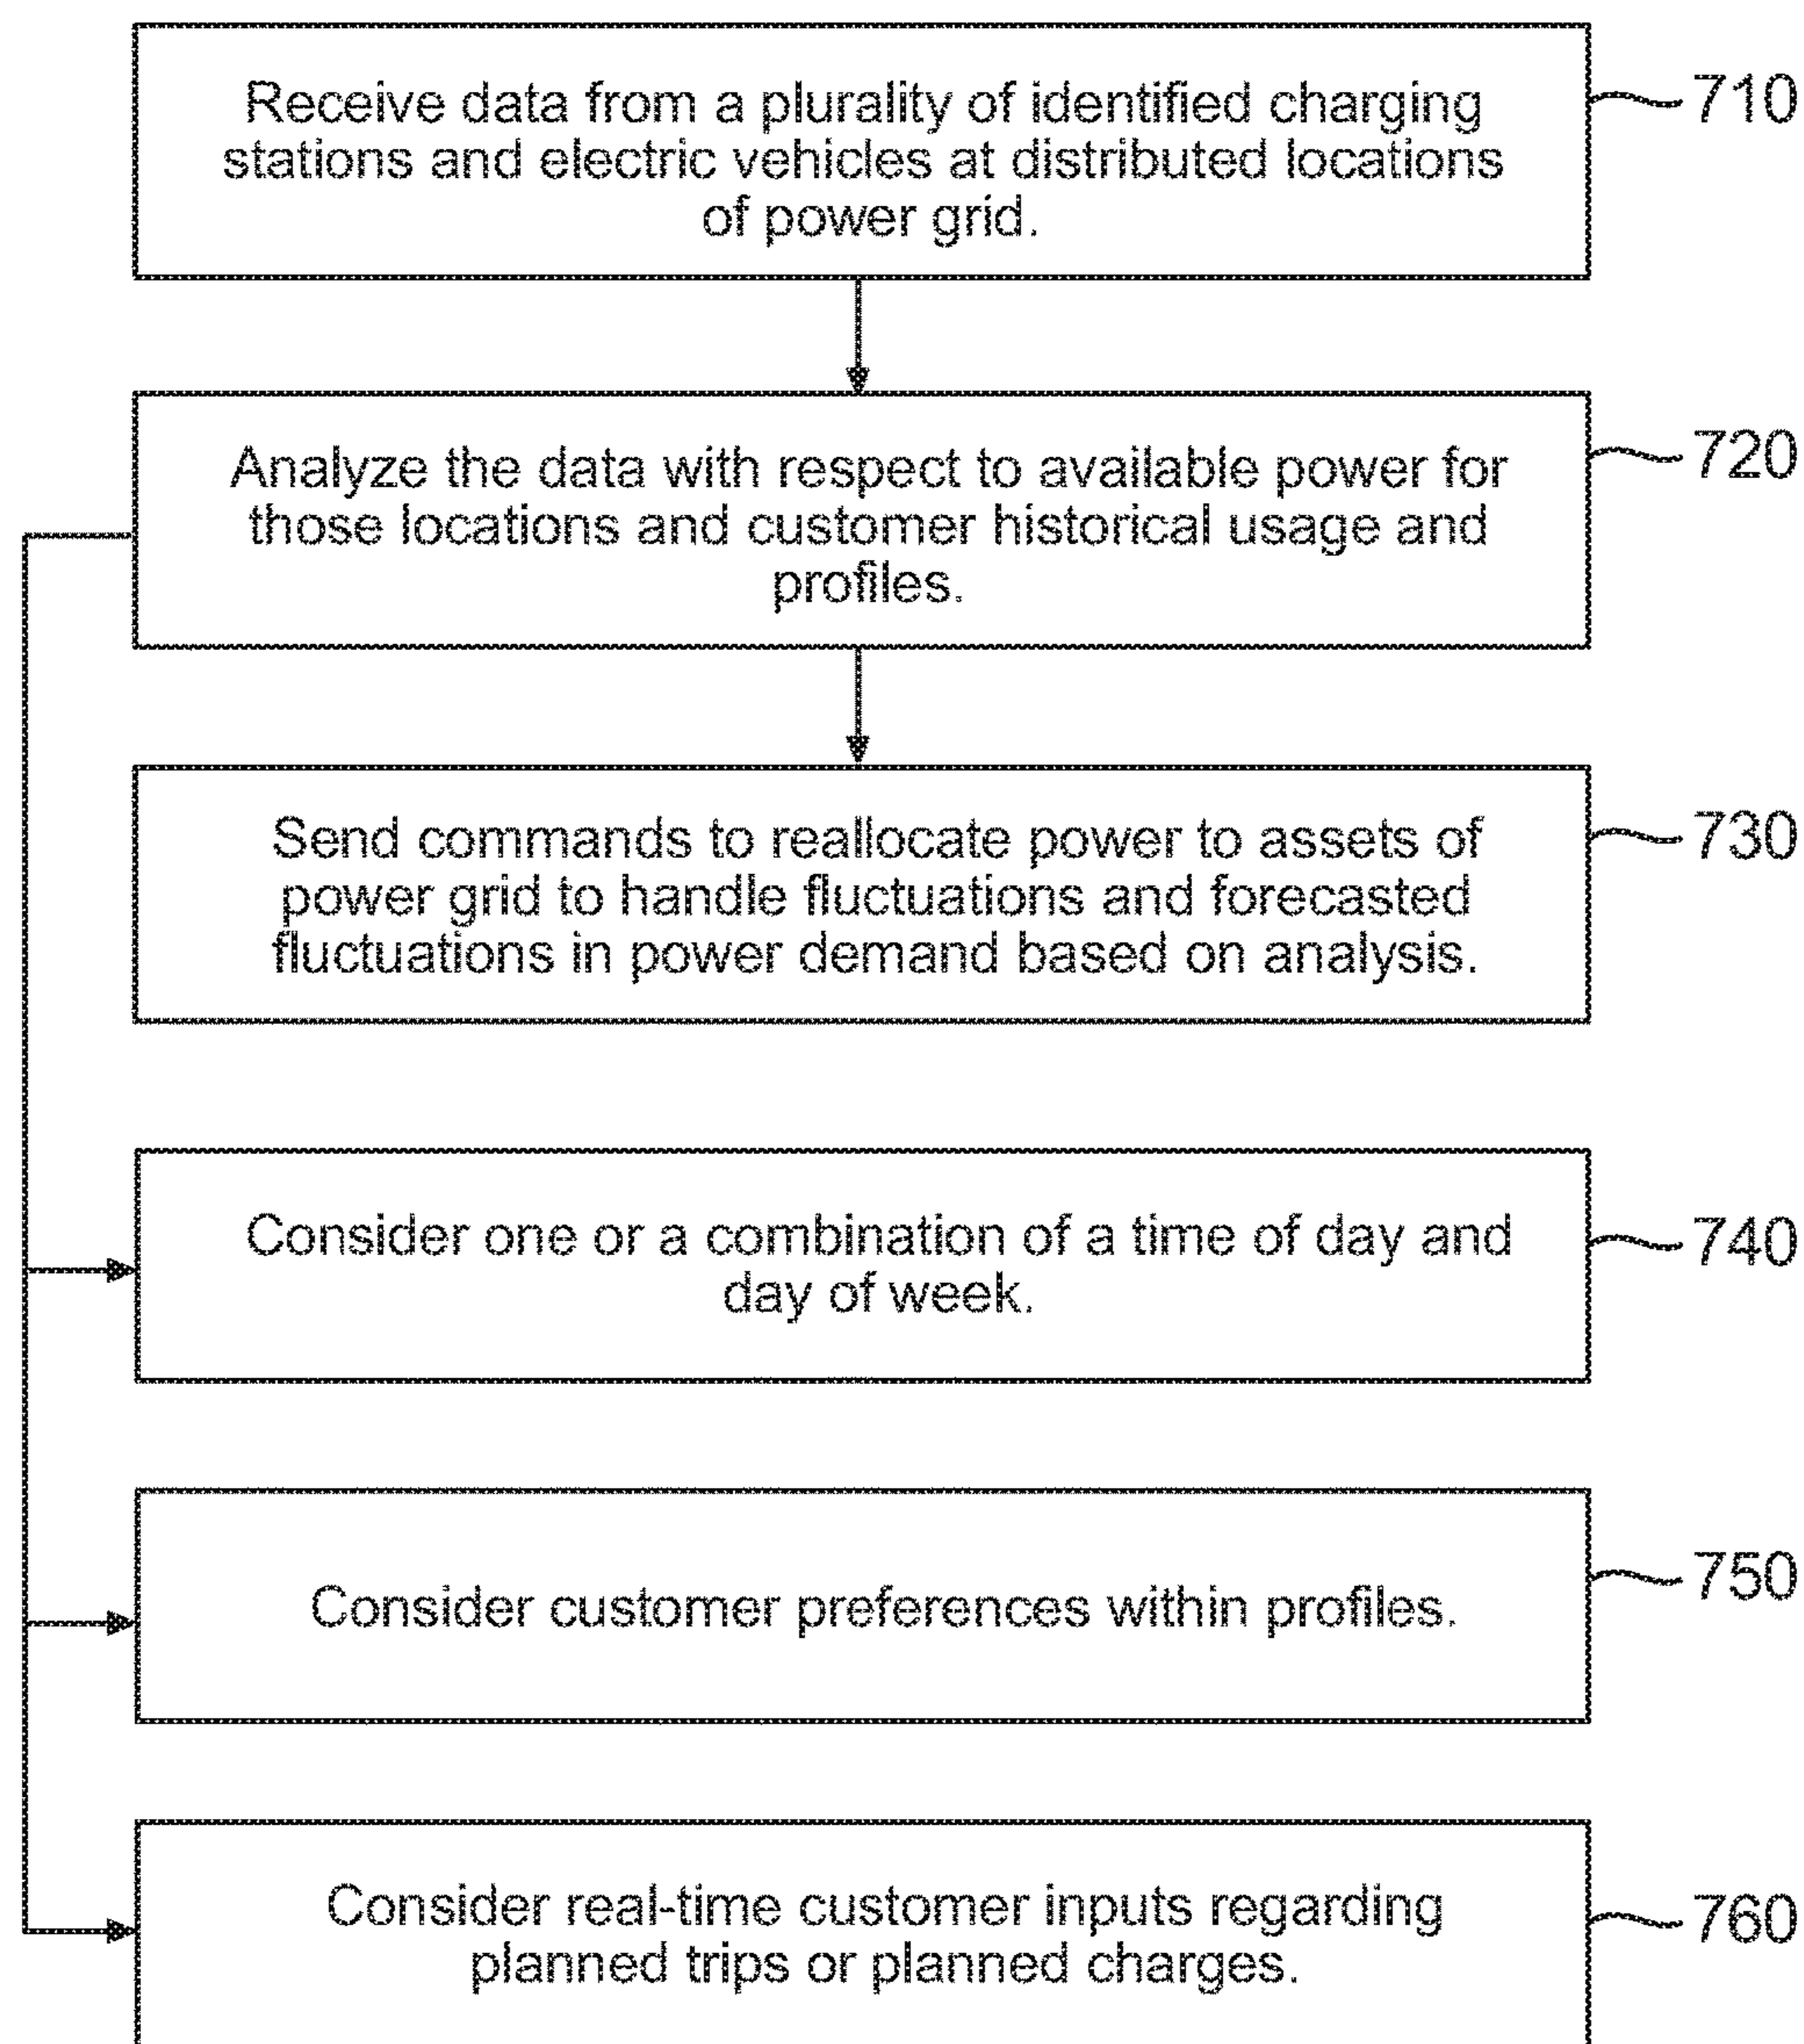 Receive data from a plurality of identified charging
stations and electric vehicles at distributed locations
of power grid.
710
Analyze the data with respect to available power for
those locations and customer historical usage and
profiles.
720
Send commands to reallocate power to assets of
power grid to handle fluctuations and forecasted
fluctuations in power demand based on analysis.
730
Consider one or a combination of a time of day and
day of week.
740
Consider customer preferences within profiles.
750
Consider real-time customer inputs regarding
planned trips or planned charges.
760